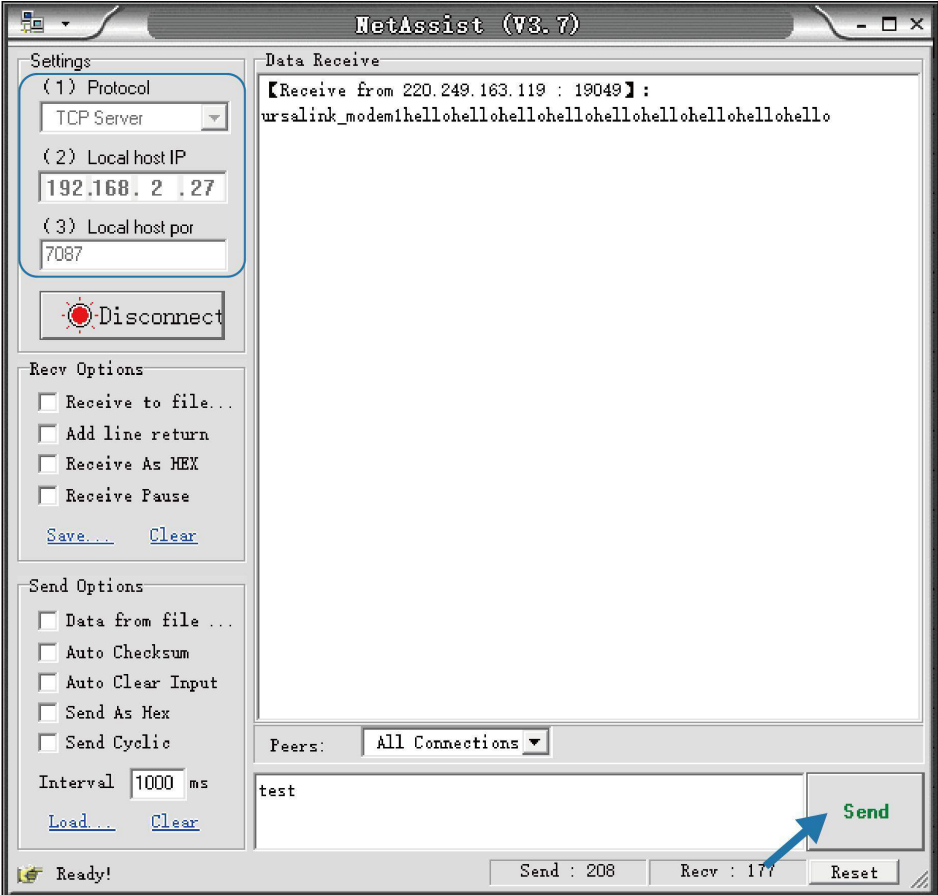 NetAssist (V3.7)
Settings
(1) Protocol
TCP Server
(2) Local host IP
192.168. 2 .27
(3) Local host por
7087
Disconnect
Recv Options
Receive to file...
Add line return
Receive As HEX
Receive Pause
Save... Clear
Send Options
Data from file ...
Auto Checksum
Auto Clear Input
Send As Hex
Send Cyclic
Interval 1000 ms
Load... Clear
Data Receive
【Receive from 220.249.163.119 : 19049】:
ursalink_modem1hellohellohellohellohellohellohellohellohello
Peers: All Connections
test
Send
Ready!
Send : 208
Recv : 177
Reset